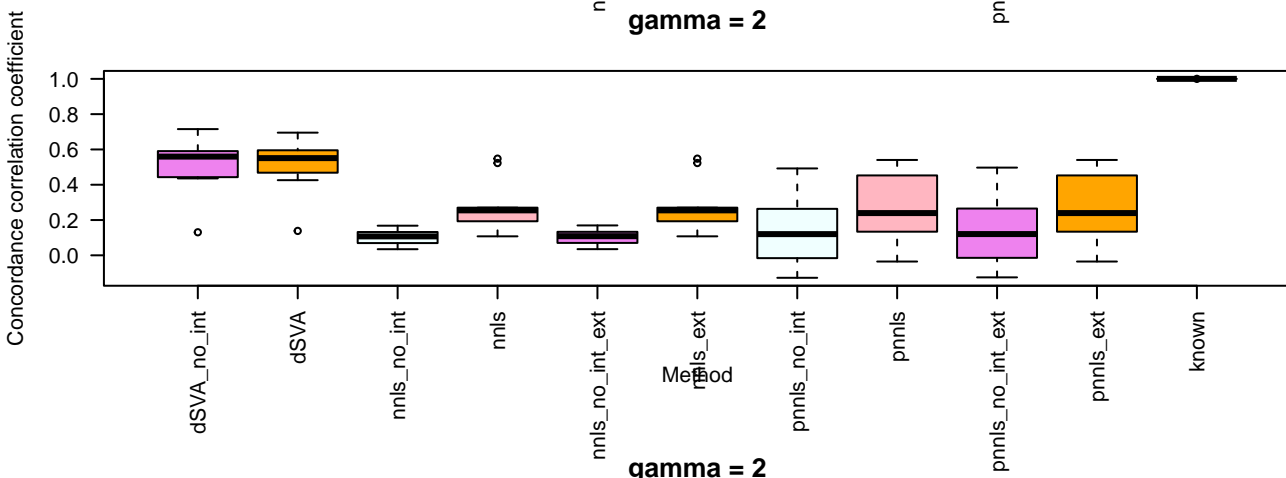 n
pn
gamma = 2
Concordance correlation coefficient
1.0
0.8
0.6
0.4
0.2
0.0
dSVA_no_int
dSVA
nnls_no_int
nnls
nnls_no_int_ext
nnls_ext
pnnls_no_int
pnnls
pnnls_no_int_ext
pnnls_ext
known
Method
gamma = 2